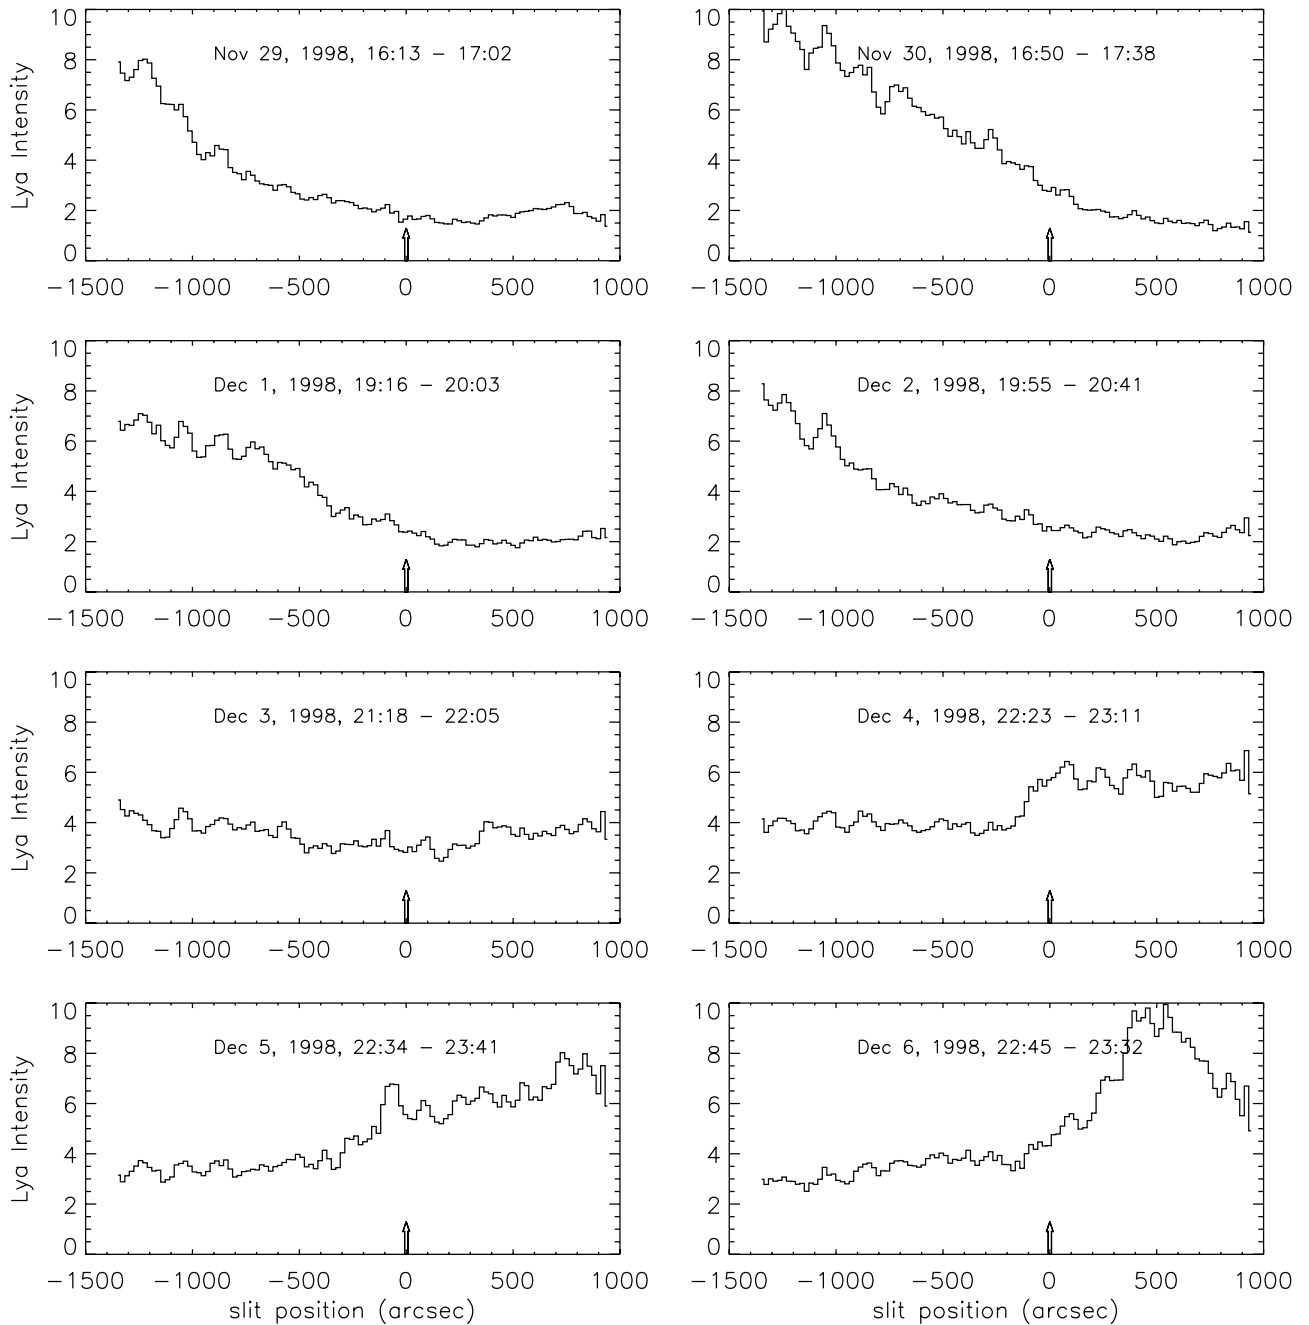 Nov 29, 1998, 16:13 − 17:02
Lya Intensity
10
8
6
4
2
0
−1500 −1000 −500 0 500 1000
Nov 30, 1998, 16:50 − 17:38
10
8
6
4
2
0
−1500 −1000 −500 0 500 1000
Dec 1, 1998, 19:16 − 20:03
Lya Intensity
10
8
6
4
2
0
−1500 −1000 −500 0 500 1000
Dec 2, 1998, 19:55 − 20:41
10
8
6
4
2
0
−1500 −1000 −500 0 500 1000
Dec 3, 1998, 21:18 − 22:05
Lya Intensity
10
8
6
4
2
0
−1500 −1000 −500 0 500 1000
Dec 4, 1998, 22:23 − 23:11
10
8
6
4
2
0
−1500 −1000 −500 0 500 1000
Dec 5, 1998, 22:34 − 23:41
Lya Intensity
10
8
6
4
2
0
−1500 −1000 −500 0 500 1000
slit position (arcsec)
Dec 6, 1998, 22:45 − 23:32
10
8
6
4
2
0
−1500 −1000 −500 0 500 1000
slit position (arcsec)